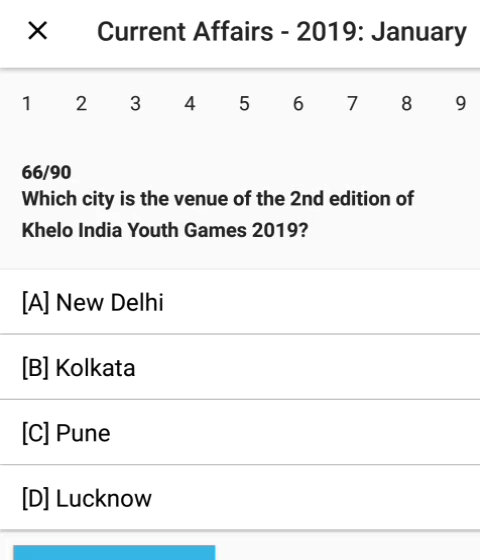 × Current Affairs - 2019: January
1 2 3 4 5 6 7 8 9
66/90
Which city is the venue of the 2nd edition of
Khelo India Youth Games 2019?
[A] New Delhi
[B] Kolkata
[C] Pune
[D] Lucknow